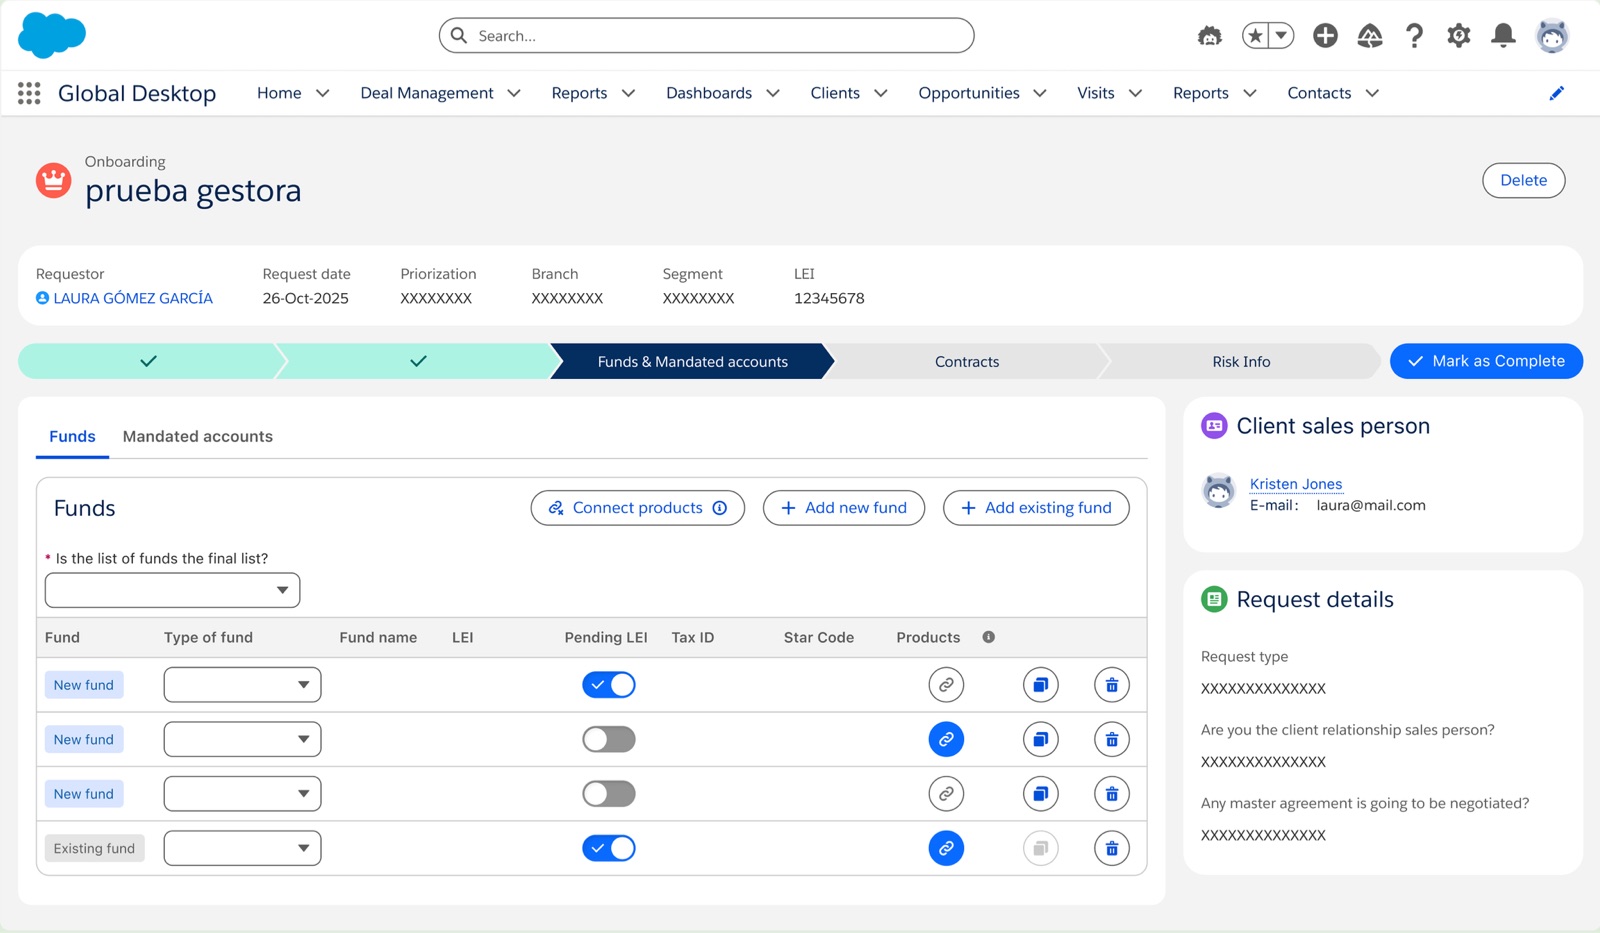 Search...
Global Desktop
Home
Deal Management
Reports
Dashboards
Clients
Opportunities
Visits
Reports
Contacts
Onboarding
prueba gestora
Delete
Requestor
Request date
Priorization
Branch
Segment
LEI
LAURA GÓMEZ GARCÍA
26-Oct-2025
XXXXXXXX
XXXXXXXX
XXXXXXXX
12345678
Funds & Mandated accounts
Contracts
Risk Info
Mark as Complete
Funds
Mandated accounts
Funds
Connect products
Add new fund
Add existing fund
* Is the list of funds the final list?
Fund
Type of fund
Fund name
LEI
Pending LEI
Tax ID
Star Code
Products
New fund
New fund
New fund
Existing fund
Client sales person
Kristen Jones
E-mail: laura@mail.com
Request details
Request type
XXXXXXXXXXXXXX
Are you the client relationship sales person?
XXXXXXXXXXXXXX
Any master agreement is going to be negotiated?
XXXXXXXXXXXXXX